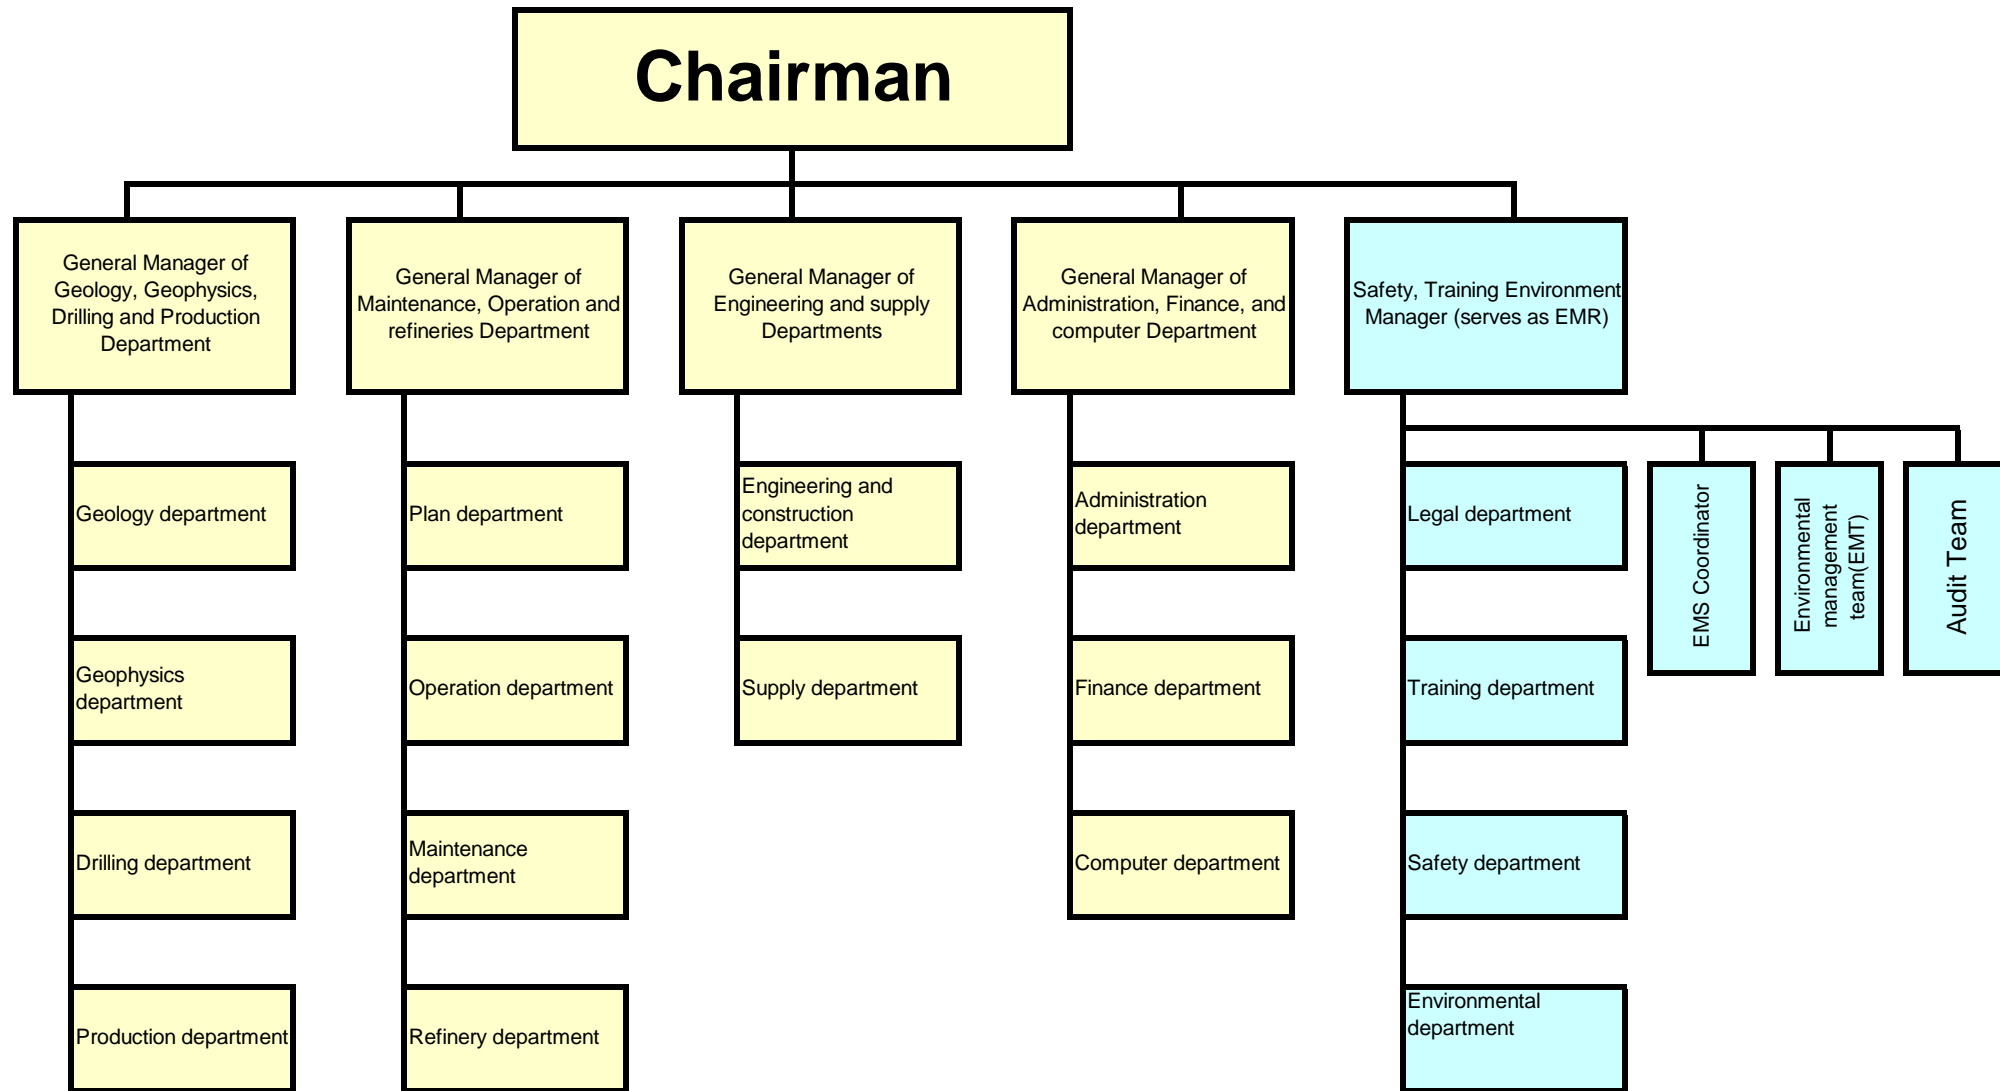 Chairman
General Manager of
Geology, Geophysics,
Drilling and Production
Department
General Manager of
Maintenance, Operation and
refineries Department
General Manager of
Engineering and supply
Departments
General Manager of
Administration, Finance, and
computer Department
Safety, Training Environment
Manager (serves as EMR)
Geology department
Plan department
Engineering and
construction
department
Administration
department
Legal department
EMS Coordinator
Environmental
management
team(EMT)
Audit Team
Geophysics
department
Operation department
Supply department
Finance department
Training department
Drilling department
Maintenance
department
Computer department
Safety department
Production department
Refinery department
Environmental
department